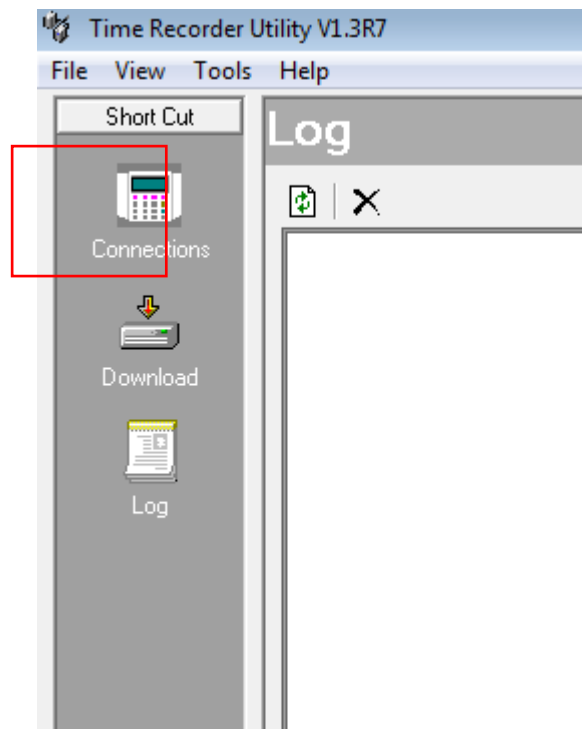 Time Recorder Utility V1.3R7
File View Tools Help
Short Cut
Log
Connections
Download
Log